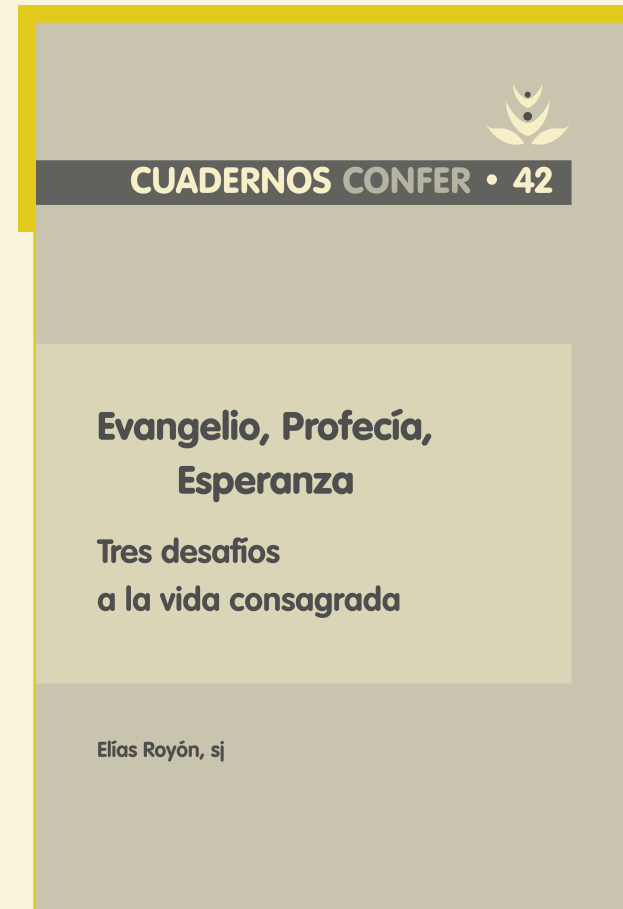 CUADERNOS CONFER • 42
Evangelio, Profecía,
Esperanza
Tres desafíos
a la vida consagrada
Elías Royón, sj